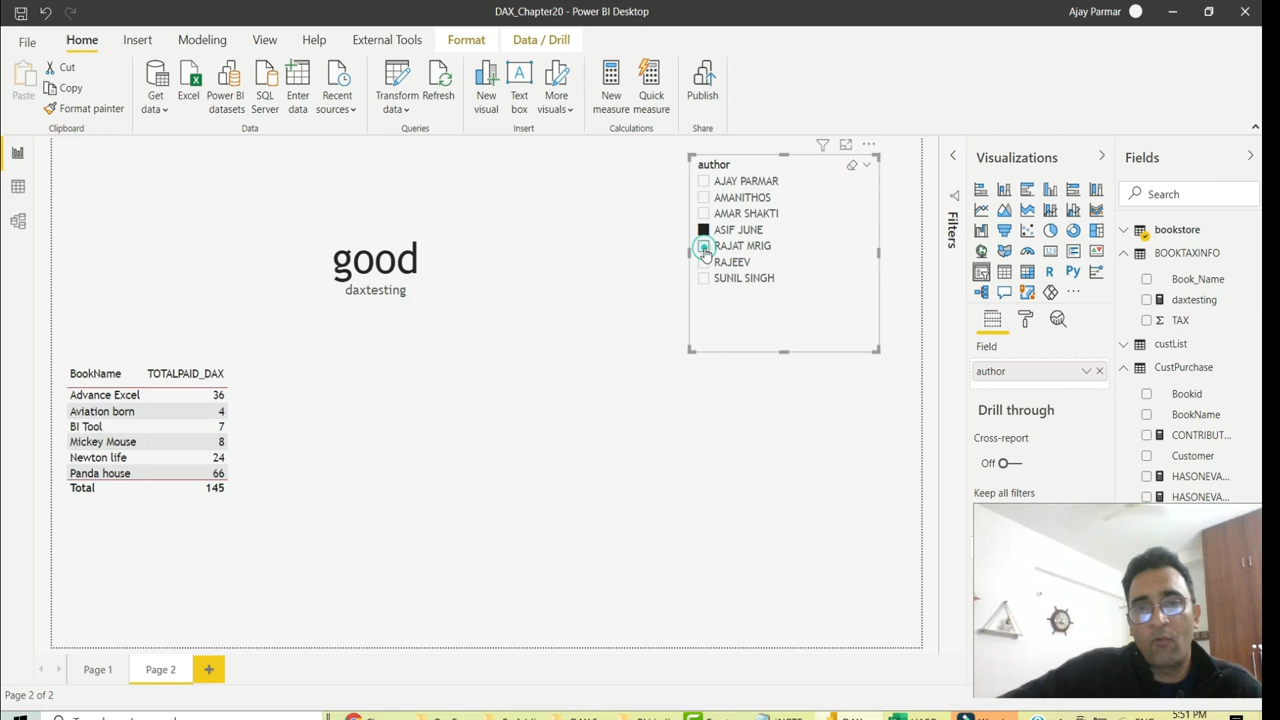 DAX_Chapter20 - Power BI Desktop
Ajay Parmar
File Home Insert Modeling View Help External Tools Format Data / Drill
Paste
Cut
Copy
Format painter
Clipboard
Get data
Excel
Power BI datasets
SQL Server
Enter data
Recent sources
Data
Transform data
Refresh
Queries
New visual
Text box
More visuals
Insert
New measure
Quick measure
Calculations
Publish
Share
good
daxtesting
author
AJAY PARMAR
AMANITHOS
AMAR SHAKTI
ASIF JUNE
RAJAT MRIG
RAJEEV
SUNIL SINGH
BookName TOTALPAID_DAX
Advance Excel 36
Aviation born 4
BI Tool 7
Mickey Mouse 8
Newton life 24
Panda house 66
Total 145
Filters
Visualizations
R Py
Field
author
Drill through
Cross-report
Off
Keep all filters
Fields
Search
bookstore
BOOKTAXINFO
Book_Name
daxtesting
TAX
custList
CustPurchase
Bookid
BookName
CONTRIBUT...
Customer
HASONEVA...
HASONEVA...
Page 1 Page 2
Page 2 of 2
5:51 PM